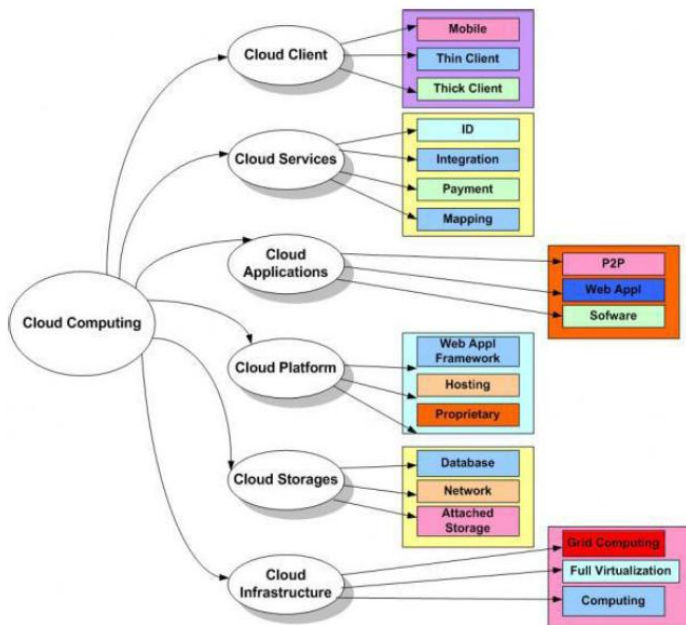 Cloud Client
Mobile
Thin Client
Thick Client
Cloud Services
ID
Integration
Payment
Mapping
Cloud
Applications
P2P
Web Appl
Sofware
Cloud Computing
Cloud Platform
Web Appl
Framework
Hosting
Proprietary
Cloud Storages
Database
Network
Attached
Storage
Cloud
Infrastructure
Grid Computing
Full Virtualization
Computing